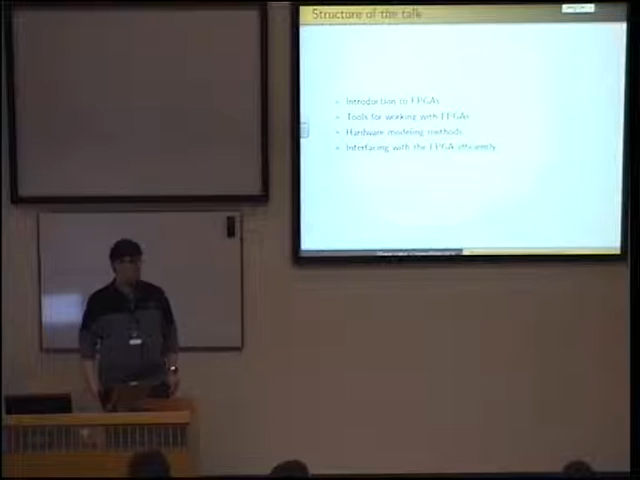 Structure of the talk
Introduction to FPGAs
Tools for working with FPGAs
Hardware modeling methods
Interfacing with the FPGA efficiently